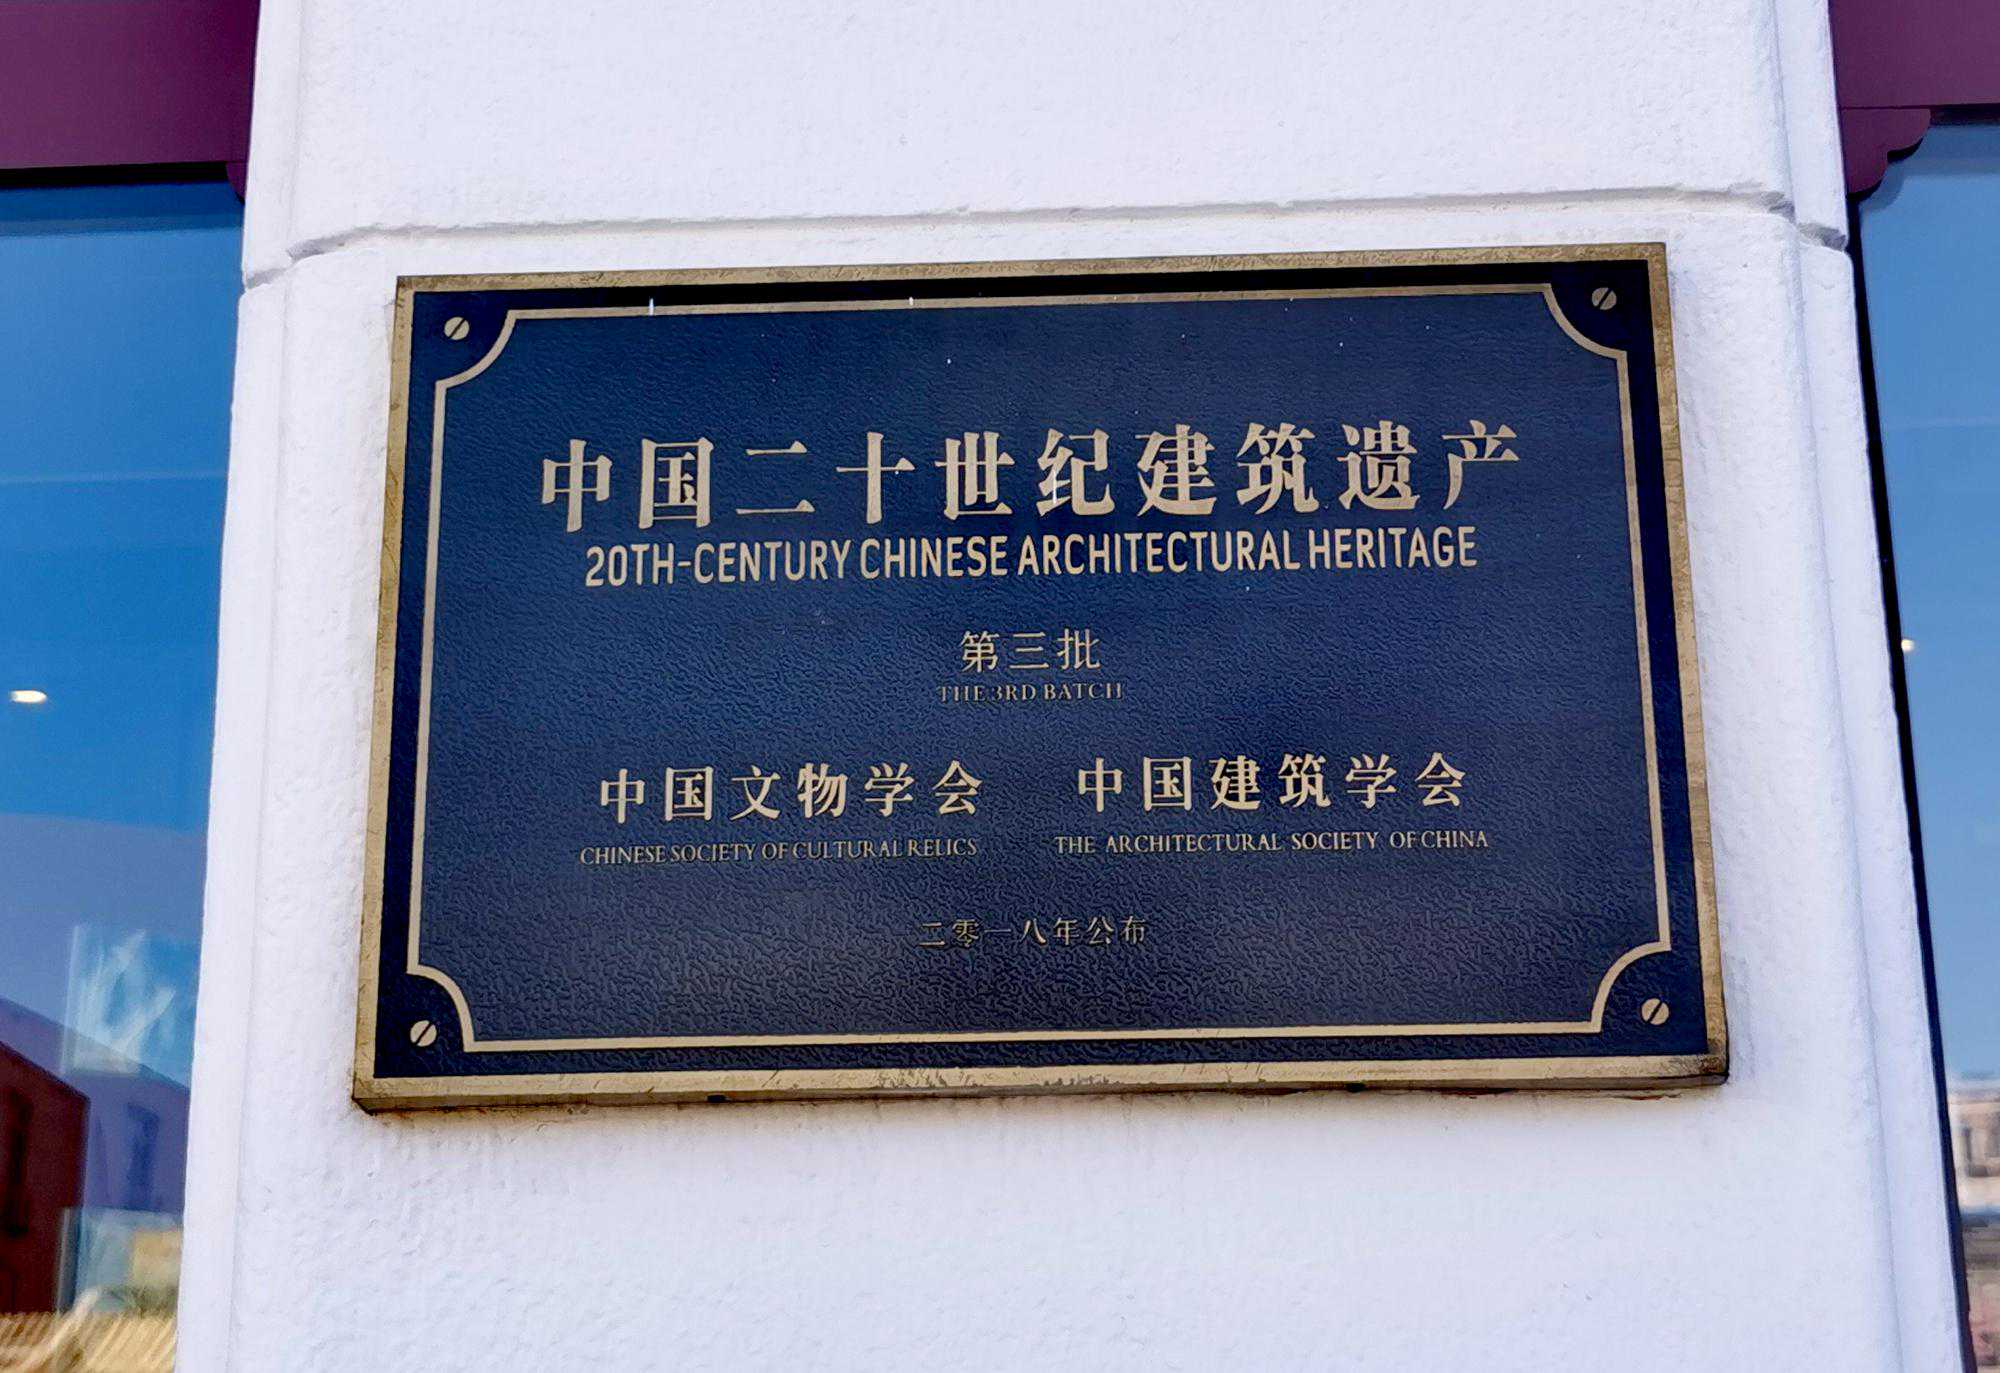 中国二十世纪建筑遗产
20TH-CENTURY CHINESE ARCHITECTURAL HERITAGE
第三批
THE 3RD BATCH
中国文物学会 中国建筑学会
CHINESE SOCIETY OF CULTURAL RELICS THE ARCHITECTURAL SOCIETY OF CHINA
二零一八年公布